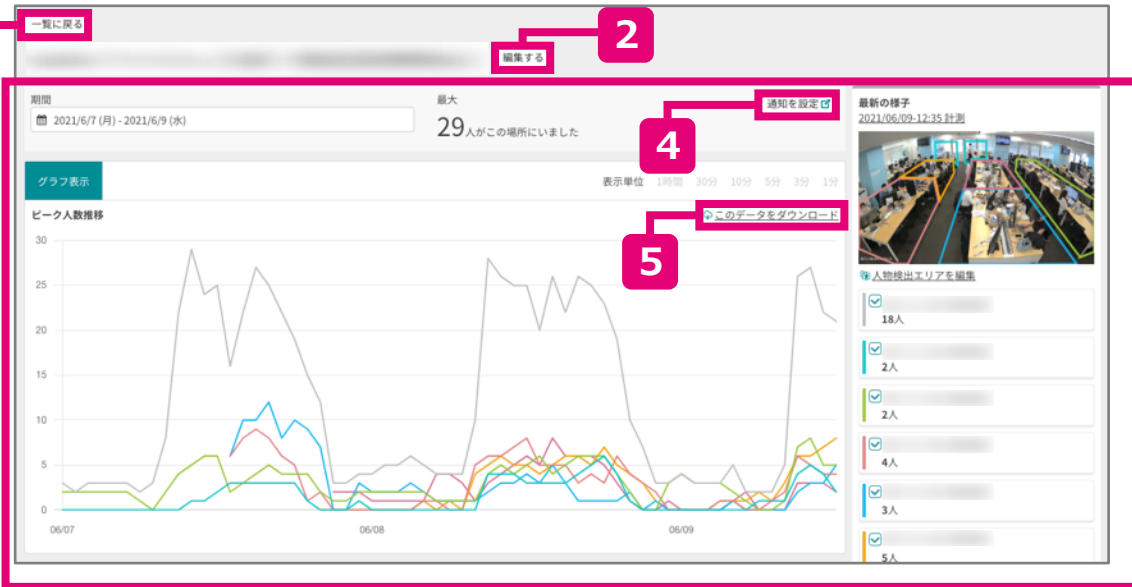 一覧に戻る
2
編集する
期間
2021/6/7 (月) - 2021/6/9 (水)
最大
29人がこの場所にいました
通知を設定
4
最新の様子
2021/06/09-12:35 計測
グラフ表示
表示単位 1時間 30分 10分 5分 3分 1分
ピーク人数推移
このデータをダウンロード
5
30
25
20
15
10
5
0
06/07
06/08
06/09
人物検出エリアを編集
18人
2人
2人
4人
3人
5人